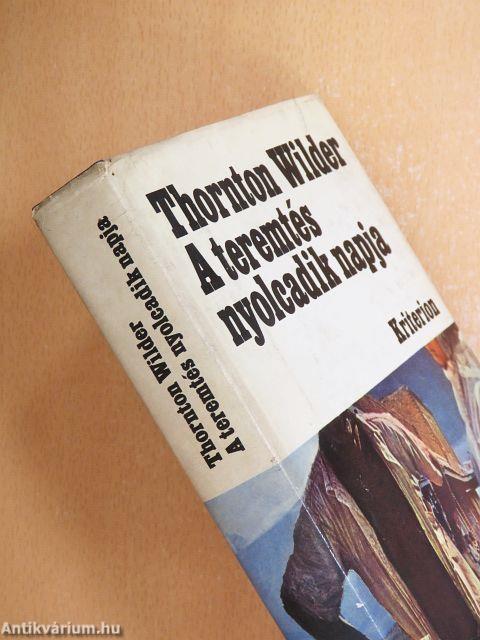 Thornton Wilder
A teremtés
nyolcadik napja
Kriterion
Thornton Wilder
A teremtés nyolcadik napja
Antikvárium.hu